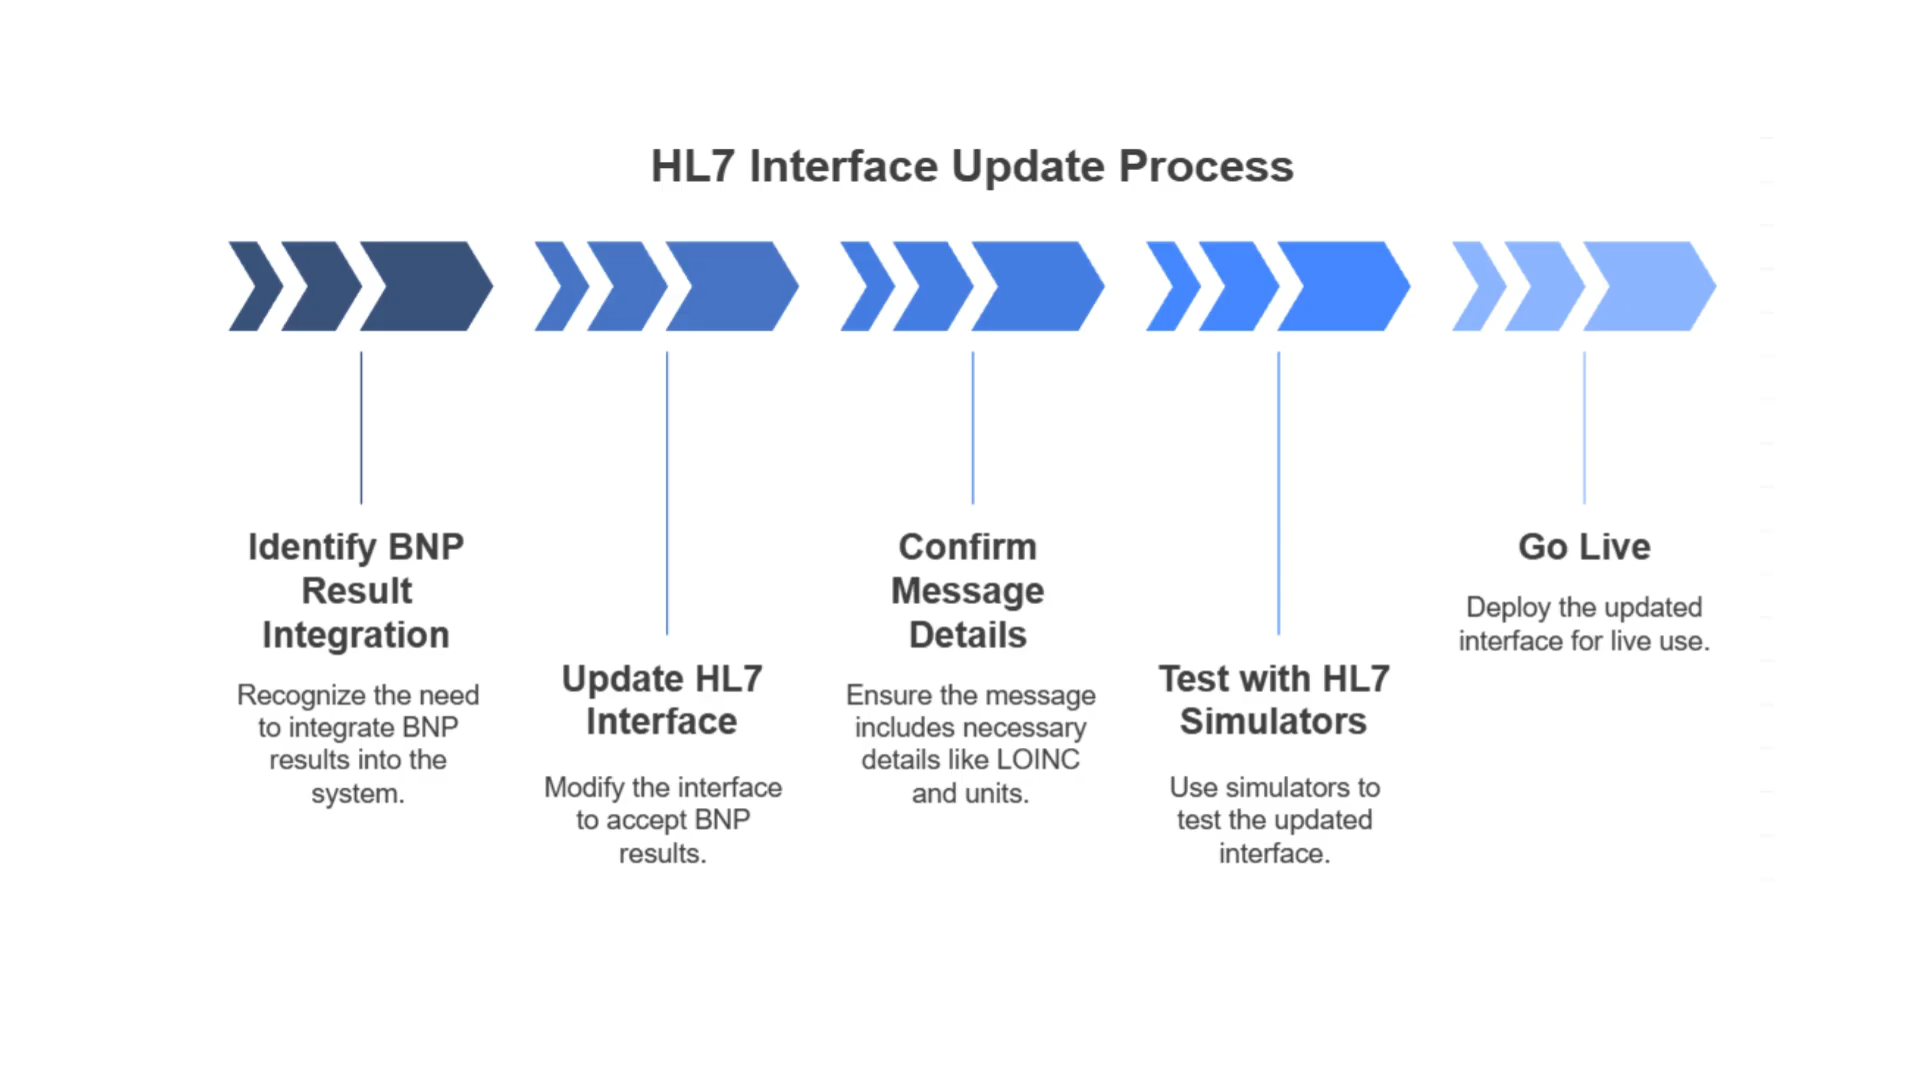 HL7 Interface Update Process
Identify BNP
Result
Integration
Recognize the need
to integrate BNP
results into the
system.
Update HL7
Interface
Modify the interface
to accept BNP
results.
Confirm
Message
Details
Ensure the message
includes necessary
details like LOINC
and units.
Test with HL7
Simulators
Use simulators to
test the updated
interface.
Go Live
Deploy the updated
interface for live use.